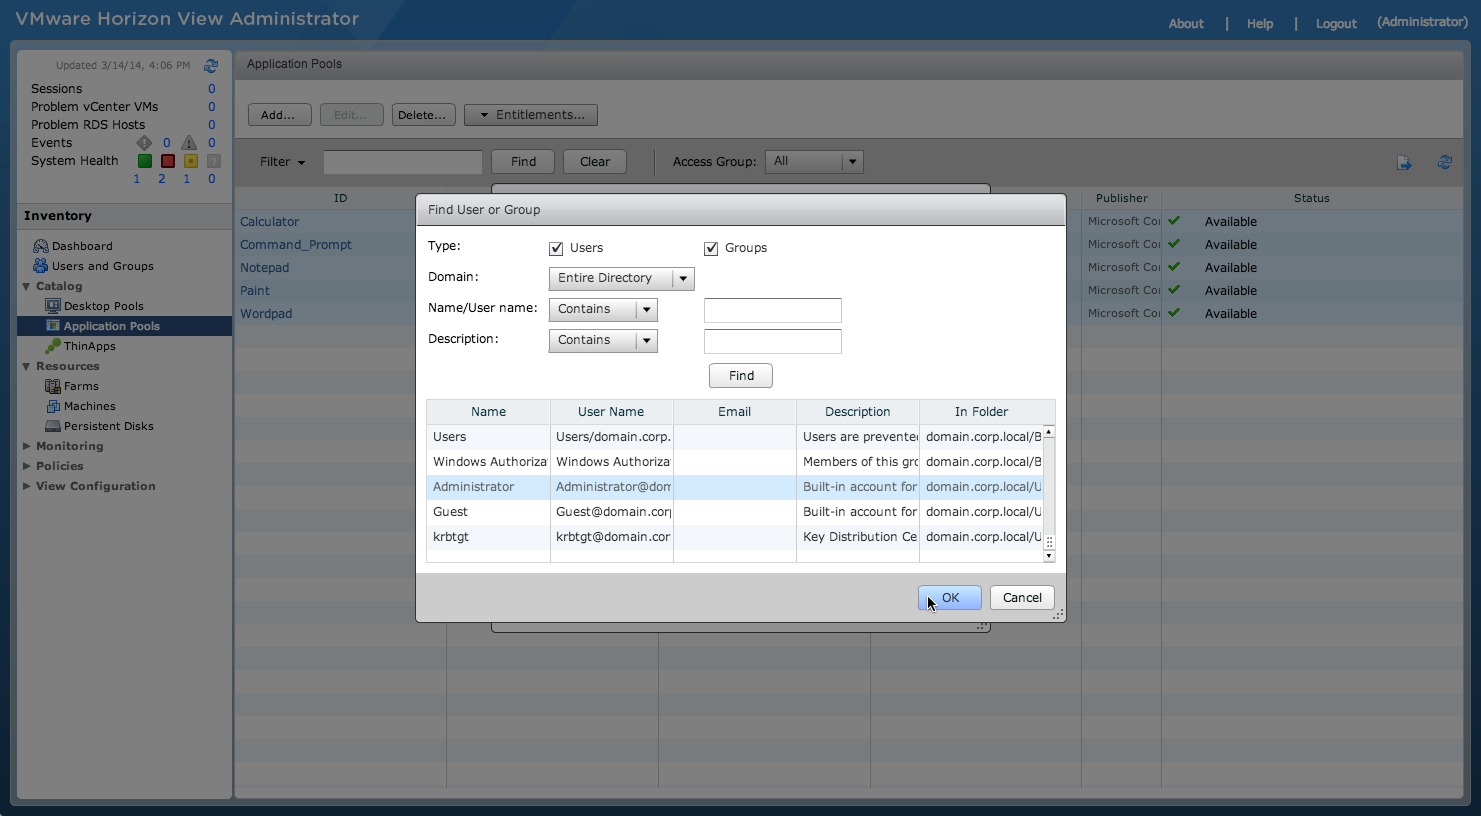 VMware Horizon View Administrator
About | Help | Logout (Administrator)
Updated 3/14/14, 4:06 PM
Sessions 0
Problem vCenter VMs 0
Problem RDS Hosts 0
Events 0 0
System Health
1 2 1 0
Inventory
Dashboard
Users and Groups
Catalog
Desktop Pools
Application Pools
ThinApps
Resources
Farms
Machines
Persistent Disks
Monitoring
Policies
View Configuration
Application Pools
Add... Edit... Delete... Entitlements...
Filter Find Clear Access Group: All
ID Publisher Status
Calculator Microsoft Co Available
Command_Prompt Microsoft Co Available
Notepad Microsoft Co Available
Paint Microsoft Co Available
Wordpad Microsoft Co Available
Find User or Group
Type: Users Groups
Domain: Entire Directory
Name/User name: Contains
Description: Contains
Find
Name User Name Email Description In Folder
Users Users/domain.corp. Users are prevented domain.corp.local/B
Windows Authoriza Windows Authoriza Members of this gro domain.corp.local/B
Administrator Administrator@dom Built-in account for domain.corp.local/U
Guest Guest@domain.corp Built-in account for domain.corp.local/U
krbtgt krbtgt@domain.cor Key Distribution Ce domain.corp.local/U
OK Cancel